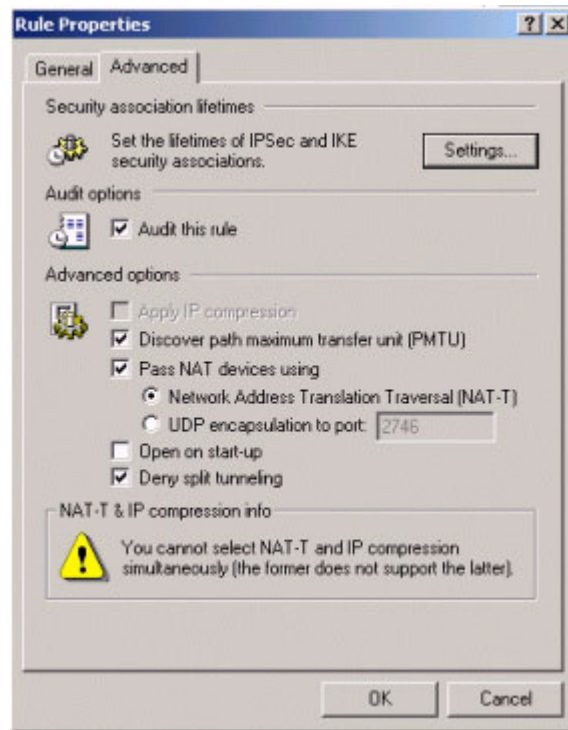 Rule Properties
General
Advanced
Security association lifetimes
Set the lifetimes of IPSec and IKE
security associations.
Settings...
Audit options
Audit this rule
Advanced options
Apply IP compression
Discover path maximum transfer unit (PMTU)
Pass NAT devices using
Network Address Translation Traversal (NAT-T)
UDP encapsulation to port: 2746
Open on start-up
Deny split tunneling
NAT-T & IP compression info
You cannot select NAT-T and IP compression
simultaneously (the former does not support the latter).
OK
Cancel